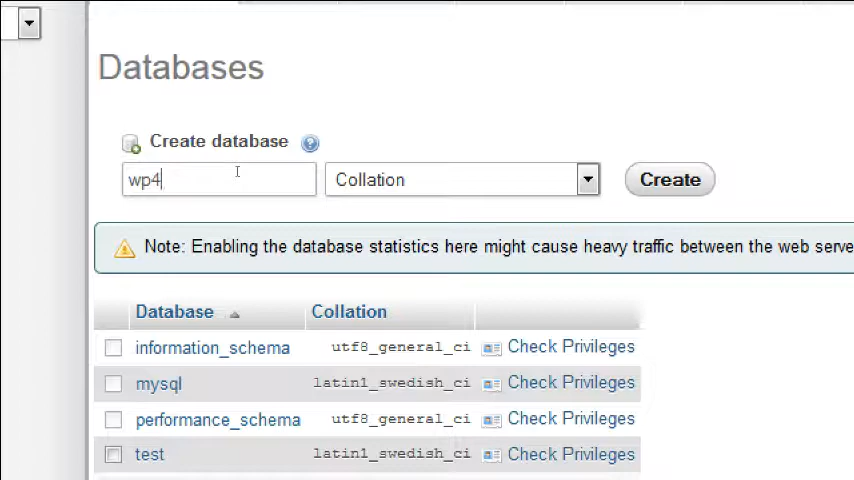 Databases
Create database
wp4 Collation Create
Note: Enabling the database statistics here might cause heavy traffic between the web serve
Database Collation
information_schema utf8_general_ci Check Privileges
mysql latin1_swedish_ci Check Privileges
performance_schema utf8_general_ci Check Privileges
test latin1_swedish_ci Check Privileges